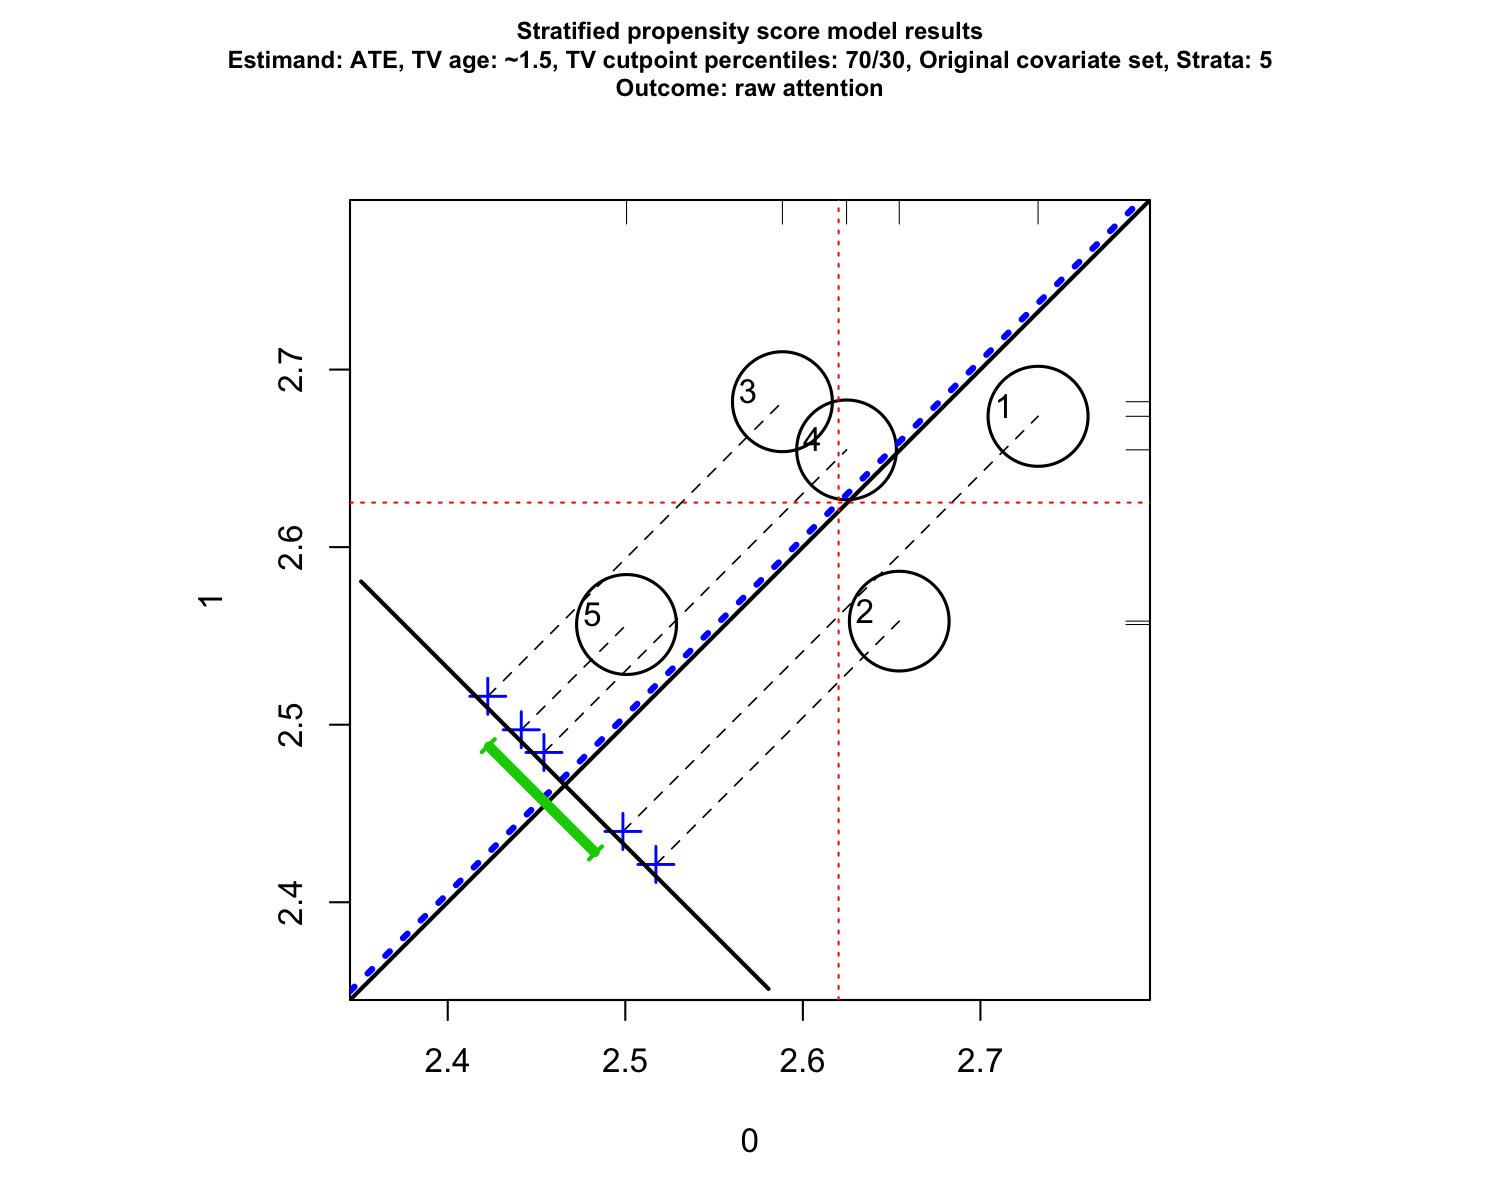 Stratified propensity score model results
Estimand: ATE, TV age: ~1.5, TV cutpoint percentiles: 70/30, Original covariate set, Strata: 5
Outcome: raw attention
2.7
3
1
4
2.6
1
5
2
2.5
2.4
2.4 2.5 2.6 2.7
0